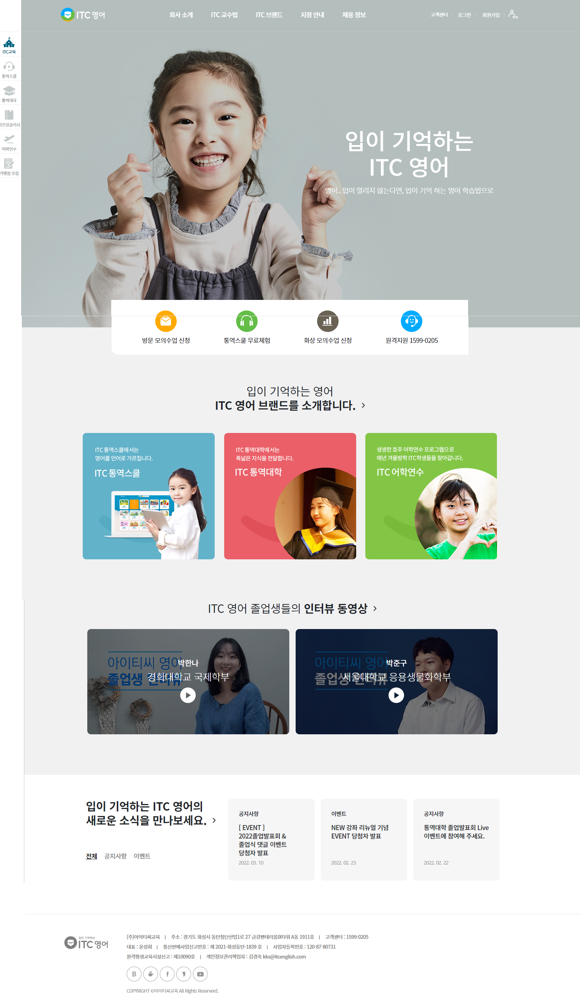 ITC 영어
회사 소개
ITC 교수법
ITC 브랜드
지점 안내
채용 정보
고객센터
로그인
회원가입
my
ITC교육
통역스쿨
통역대학
비즈잉글리시
어학연수
가맹점 모집
입이 기억하는
ITC 영어
영어.. 입이 열리지 않는다면, 입이 기억 하는 영어 학습법으로
방문 모의수업 신청
통역스쿨 무료체험
화상 모의수업 신청
원격지원 1599-0205
입이 기억하는 영어
ITC 영어 브랜드를 소개합니다.
ITC 통역스쿨에서는
영어를 언어로 가르칩니다.
ITC 통역스쿨
ITC 통역대학에서는
폭넓은 지식을 전달합니다.
ITC 통역대학
생생한 호주 어학연수 프로그램으로
매년 겨울방학 ITC학생들을 찾아갑니다.
ITC 어학연수
ITC 영어 졸업생들의 인터뷰 동영상
아이티씨 영어
졸업생 인터뷰
박한나
경희대학교 국제학부
아이티씨 영어
졸업생 인터뷰
박준구
서울대학교 응용생물화학부
입이 기억하는 ITC 영어의
새로운 소식을 만나보세요.
전체 공지사항 이벤트
공지사항
[ EVENT ]
2022졸업발표회 &
졸업식 댓글 이벤트
당첨자 발표
2022. 03. 10
이벤트
NEW 강좌 리뉴얼 기념
EVENT 당첨자 발표
2022. 02. 23
공지사항
통역대학 졸업발표회 Live
이벤트에 참여해 주세요.
2022. 02. 22
입이 기억하는
ITC 영어
(주)아이티씨교육 | 주소 : 경기도 화성시 동탄첨단산업1로 27 금강펜테리움IX타워 A동 1911호 | 고객센터 : 1599-0205
대표 : 윤성희 | 통신판매사업신고번호 : 제 2021-화성동탄-1839 호 | 사업자등록번호 : 120-87-80731
원격평생교육시설신고 : 제10090호 | 개인정보관리책임자 : 김경숙 kks@itcenglish.com
B
f
COPYRIGHT ©아이티씨교육 All Rights Reserverd.